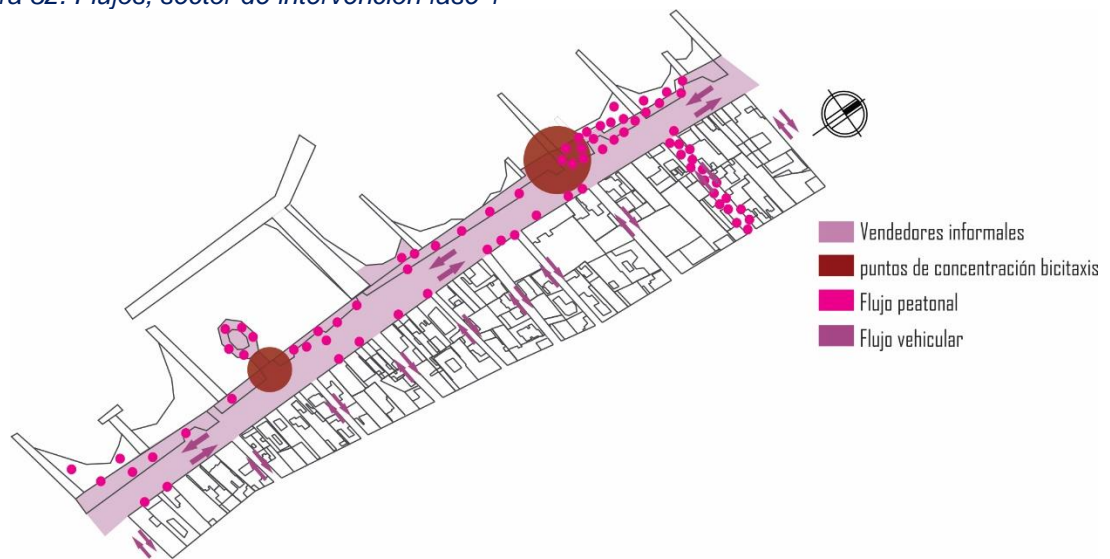 Flujos, sector de intervención fase 1
Vendedores informales
puntos de concentración bicitaxis
Flujo peatonal
Flujo vehicular